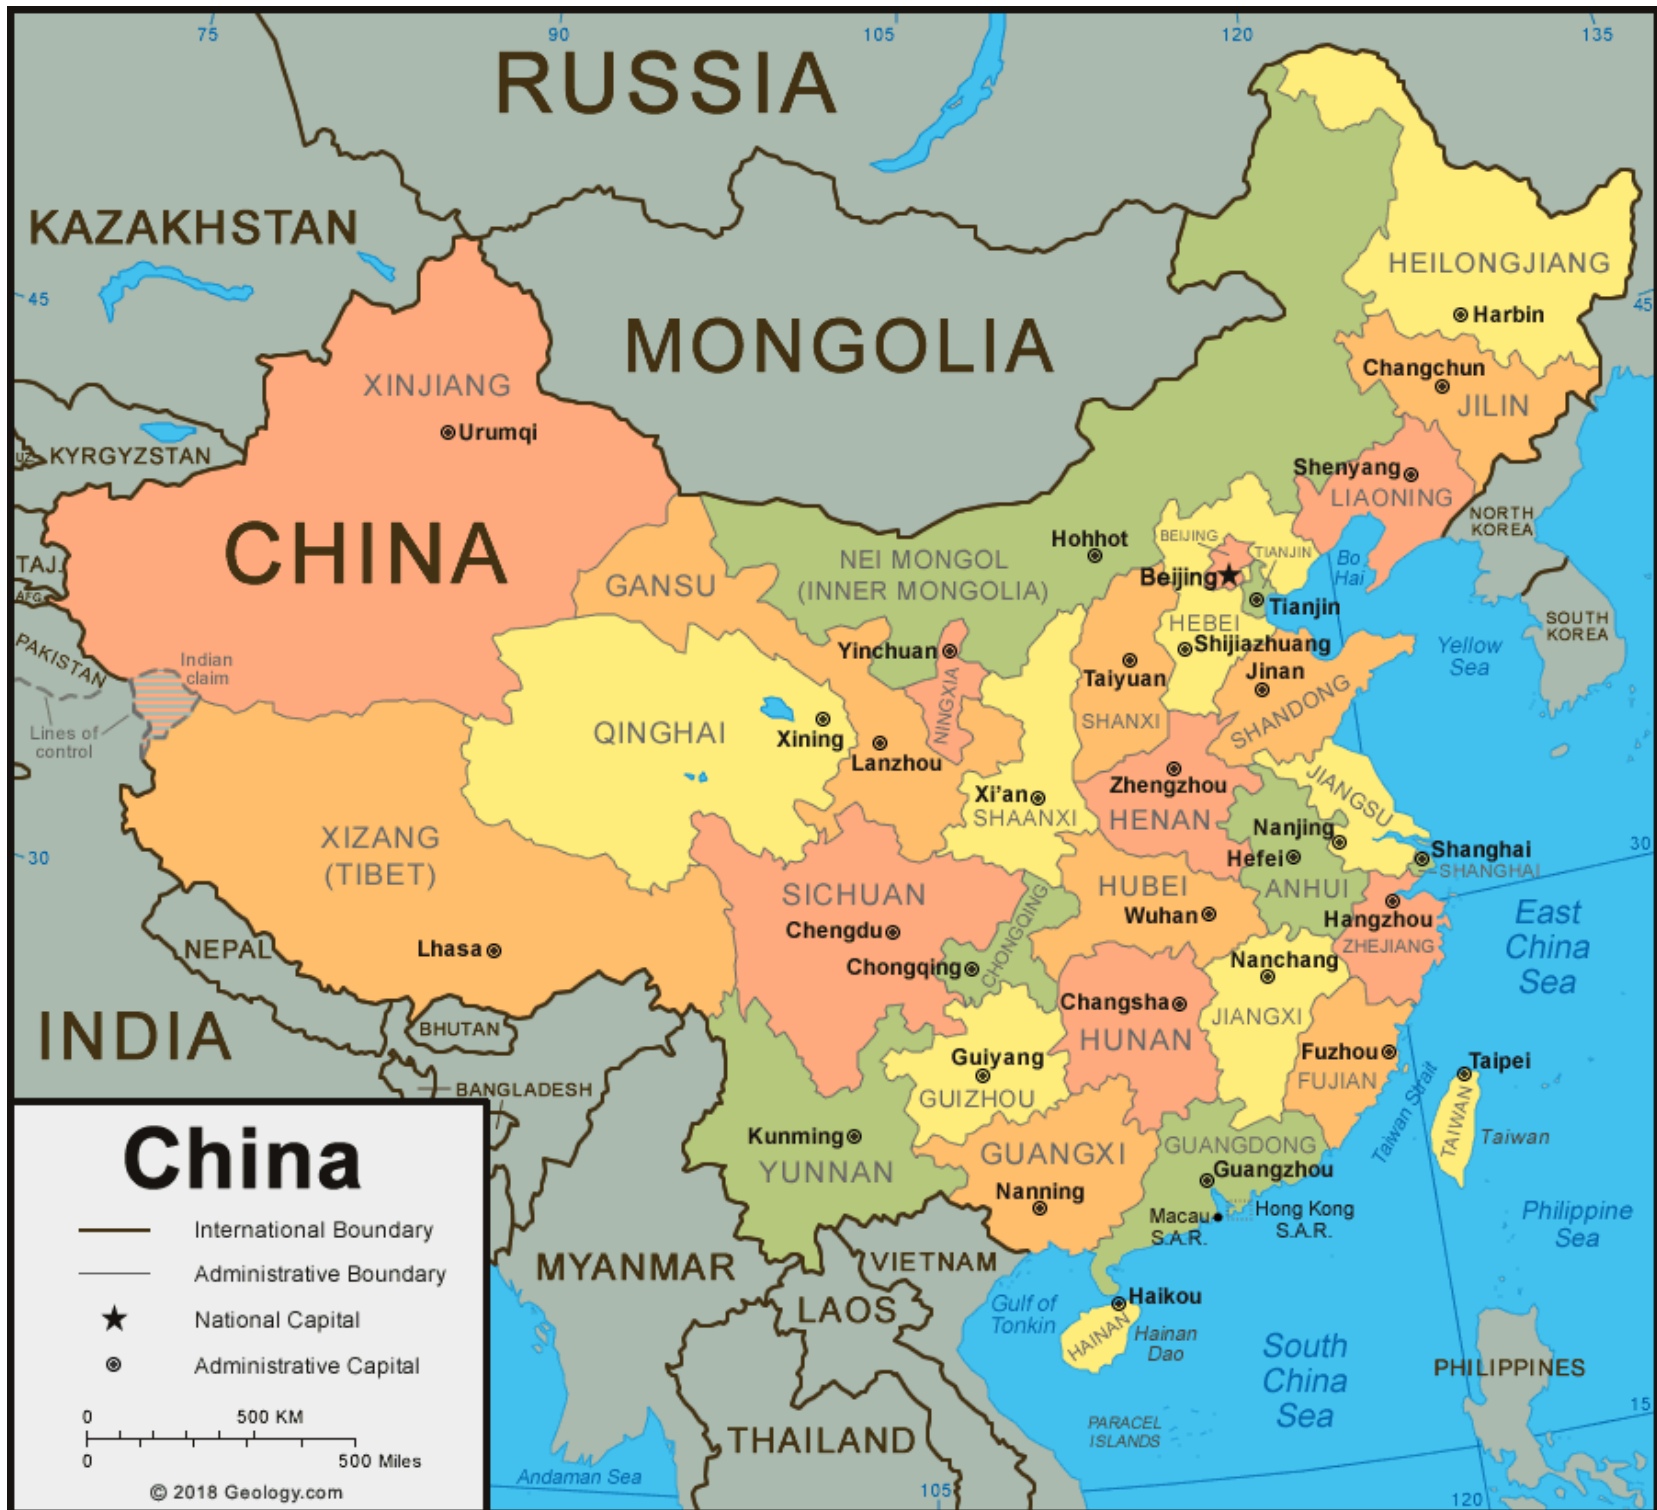 75
90
105
120
135
RUSSIA
KAZAKHSTAN
HEILONGJIANG
45
45
Harbin
MONGOLIA
XINJIANG
Changchun
JILIN
Urumqi
KYRGYZSTAN
UZ.
Shenyang
LIAONING
CHINA
NORTH
KOREA
Hohhot
BEIJING
TIANJIN
NEI MONGOL
(INNER MONGOLIA)
Bo
Hai
TAJ.
GANSU
Beijing
AFG.
Tianjin
HEBEI
SOUTH
KOREA
PAKISTAN
Indian
claim
Yinchuan
Shijiazhuang
Yellow
Sea
Taiyuan
Jinan
NINGXIA
SHANXI
SHANDONG
Lines of
control
QINGHAI
Xining
Lanzhou
Zhengzhou
JIANGSU
Xi'an
SHAANXI
HENAN
Nanjing
XIZANG
(TIBET)
30
30
Hefei
Shanghai
SHANGHAI
SICHUAN
HUBEI
ANHUI
Wuhan
Hangzhou
East
China
Sea
Chengdu
CHONGQING
NEPAL
Lhasa
ZHEJIANG
Chongqing
Nanchang
Changsha
INDIA
BHUTAN
HUNAN
JIANGXI
Guiyang
Fuzhou
Taipei
BANGLADESH
GUIZHOU
FUJIAN
Taiwan Strait
TAIWAN
Taiwan
Kunming
YUNNAN
GUANGXI
GUANGDONG
Guangzhou
Nanning
Macau
S.A.R.
Hong Kong
S.A.R.
Philippine
Sea
MYANMAR
VIETNAM
LAOS
Haikou
Gulf of
Tonkin
HAINAN
Hainan
Dao
South
China
Sea
PHILIPPINES
PARACEL
ISLANDS
15
THAILAND
Andaman Sea
105
120
China
International Boundary
Administrative Boundary
National Capital
Administrative Capital
0 500 KM
0 500 Miles
© 2018 Geology.com